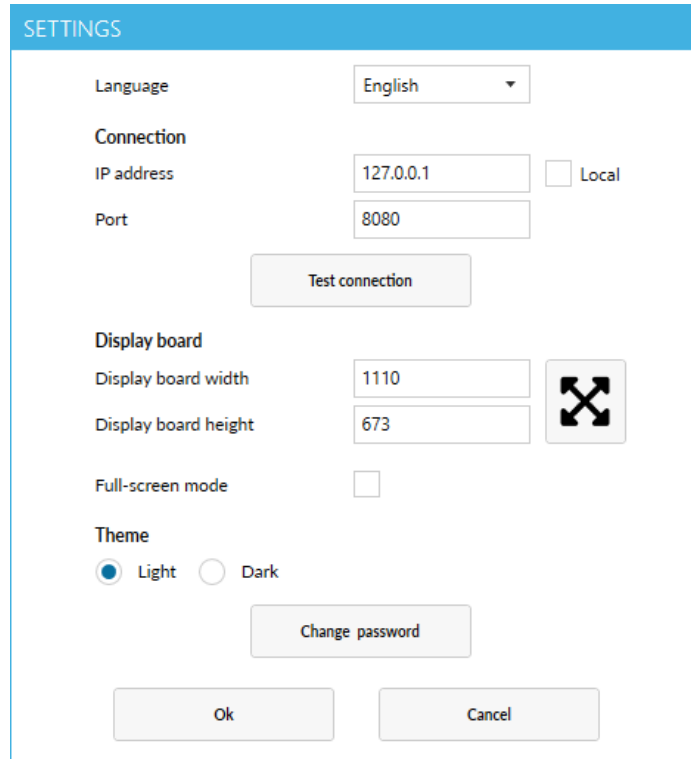 SETTINGS
Language English
Connection
IP address 127.0.0.1 Local
Port 8080
Test connection
Display board
Display board width 1110
Display board height 673
Full-screen mode
Theme
Light Dark
Change password
Ok Cancel